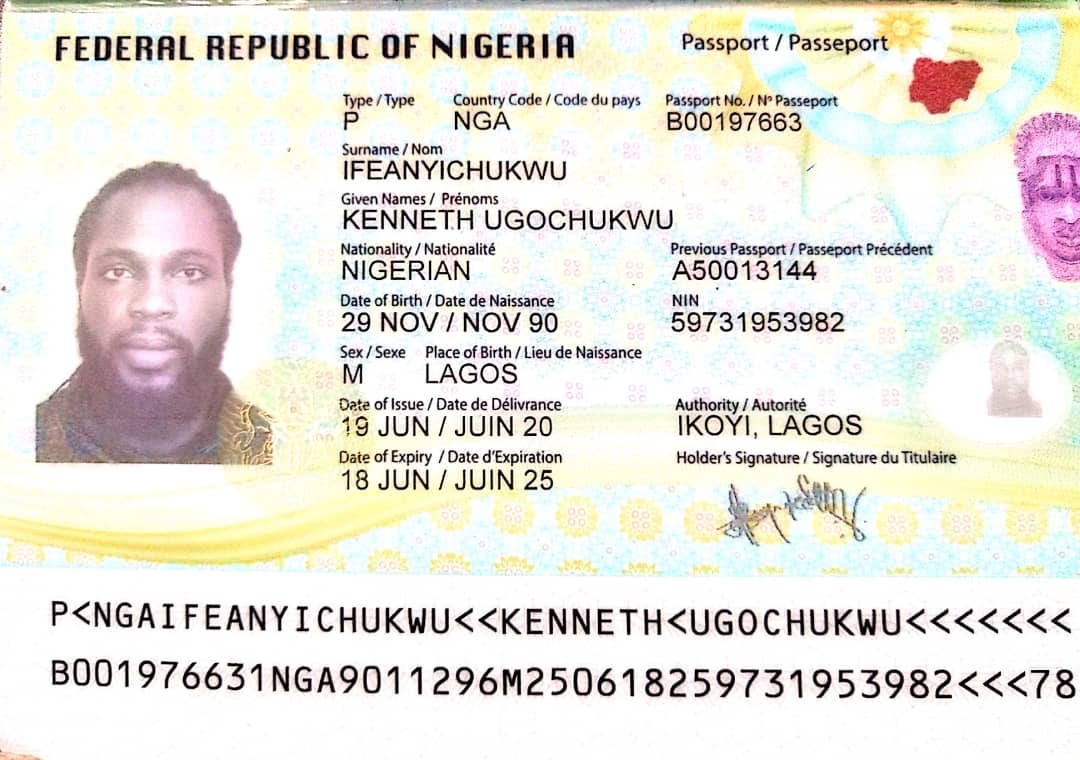 FEDERAL REPUBLIC OF NIGERIA
Passport / Passeport
Type / Type Country Code / Code du pays Passport No. / N° Passeport
P NGA B00197663
Surname / Nom
IFEANYICHUKWU
Given Names / Prénoms
KENNETH UGOCHUKWU
Nationality / Nationalité Previous Passport / Passeport Précédent
NIGERIAN A50013144
Date of Birth / Date de Naissance NIN
29 NOV / NOV 90 59731953982
Sex / Sexe Place of Birth / Lieu de Naissance
M LAGOS
Date of Issue / Date de Délivrance Authority / Autorité
19 JUN / JUIN 20 IKOYI, LAGOS
Date of Expiry / Date d'Expiration Holder's Signature / Signature du Titulaire
18 JUN / JUIN 25
P<NGAIFEANYICHUKWU<<KENNETH<UGOCHUKWU<<<<<<<
B001976631NGA9011296M250618259731953982<<<78